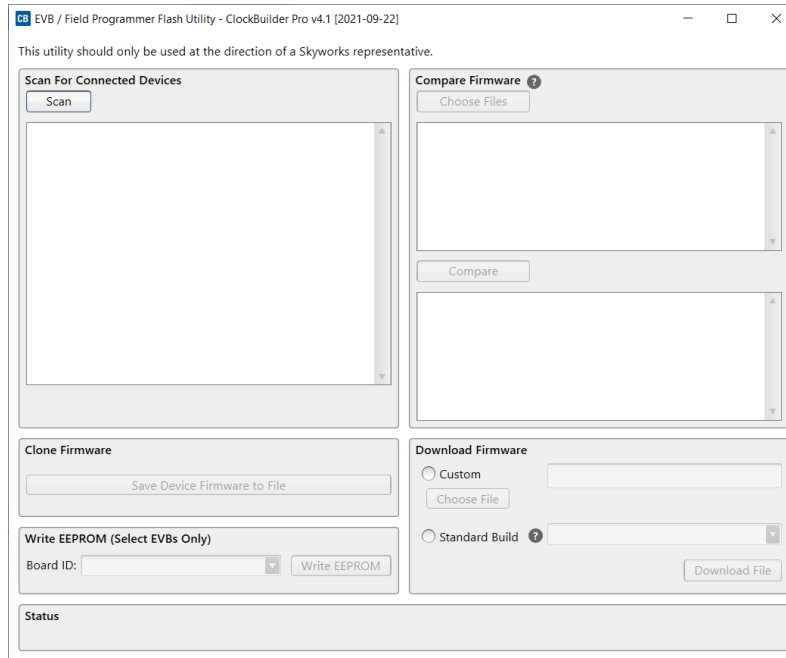 CB EVB / Field Programmer Flash Utility - ClockBuilder Pro v4.1 [2021-09-22]
This utility should only be used at the direction of a Skyworks representative.
Scan For Connected Devices
Scan
Compare Firmware ?
Choose Files
Compare
Clone Firmware
Save Device Firmware to File
Write EEPROM (Select EVBs Only)
Board ID:
Write EEPROM
Download Firmware
Custom
Choose File
Standard Build ?
Download File
Status